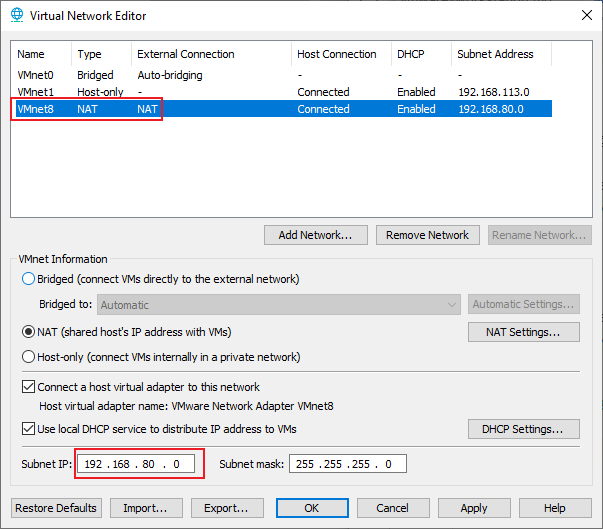 Virtual Network Editor
Name Type External Connection Host Connection DHCP Subnet Address
VMnet0 Bridged Auto-bridging - - -
VMnet1 Host-only - Connected Enabled 192.168.113.0
VMnet8 NAT NAT Connected Enabled 192.168.80.0
Add Network... Remove Network Rename Network...
VMnet Information
Bridged (connect VMs directly to the external network)
Bridged to: Automatic Automatic Settings...
NAT (shared host's IP address with VMs) NAT Settings...
Host-only (connect VMs internally in a private network)
Connect a host virtual adapter to this network
Host virtual adapter name: VMware Network Adapter VMnet8
Use local DHCP service to distribute IP address to VMs DHCP Settings...
Subnet IP: 192 . 168 . 80 . 0 Subnet mask: 255 . 255 . 255 . 0
Restore Defaults Import... Export... OK Cancel Apply Help